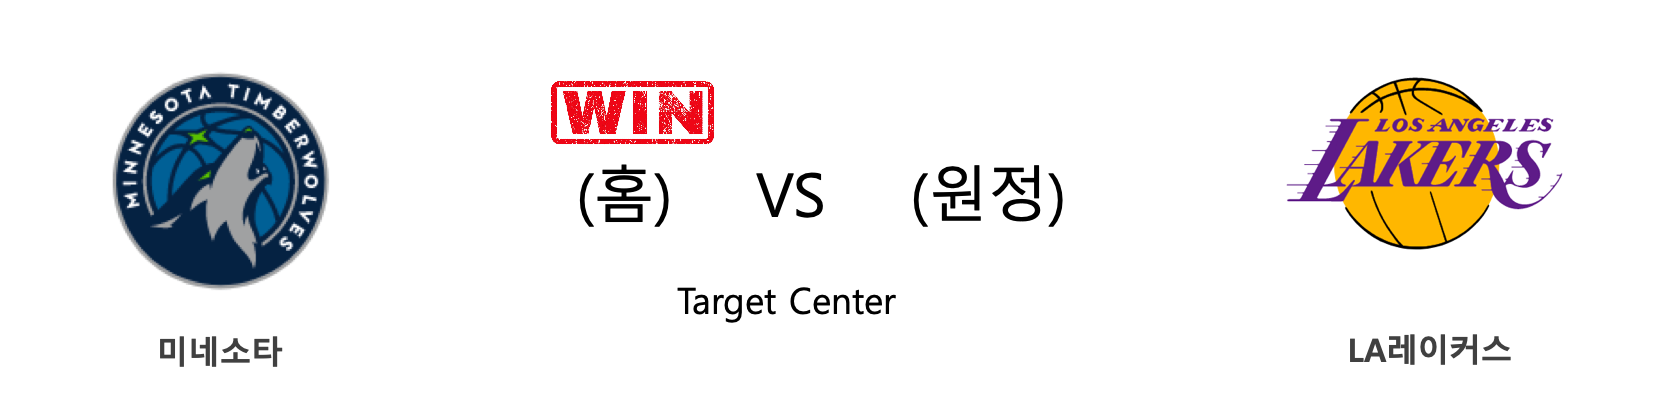 MINNESOTA TIMBERWOLVES
WIN
(홈) VS (원정)
LOS ANGELES
LAKERS
Target Center
미네소타
LA레이커스